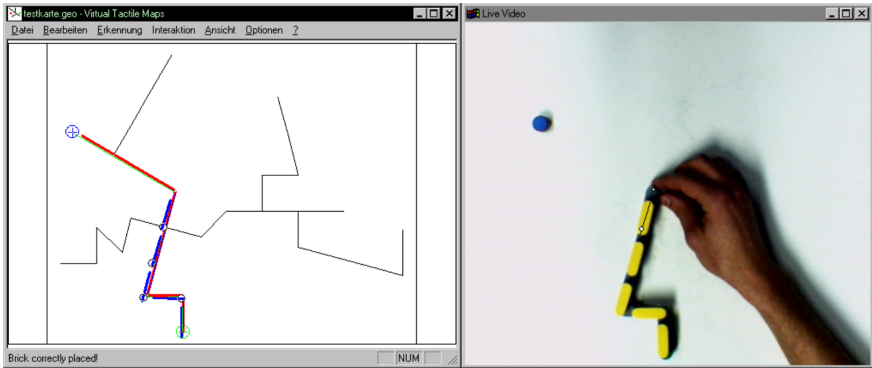 testkarte.geo - Virtual Tactile Maps
Datei Bearbeiten Erkennung Interaktion Ansicht Optionen ?
Brick correctly placed!
NUM
Live Video